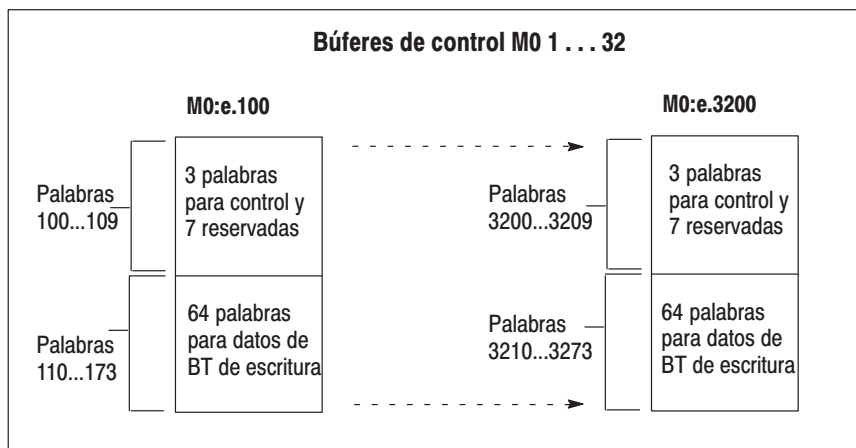 Búferes de control M0 1 . . . 32
M0:e.100
M0:e.3200
Palabras
100...109
3 palabras
para control y
7 reservadas
Palabras
3200...3209
3 palabras
para control y
7 reservadas
Palabras
110...173
64 palabras
para datos de
BT de escritura
Palabras
3210...3273
64 palabras
para datos de
BT de escritura